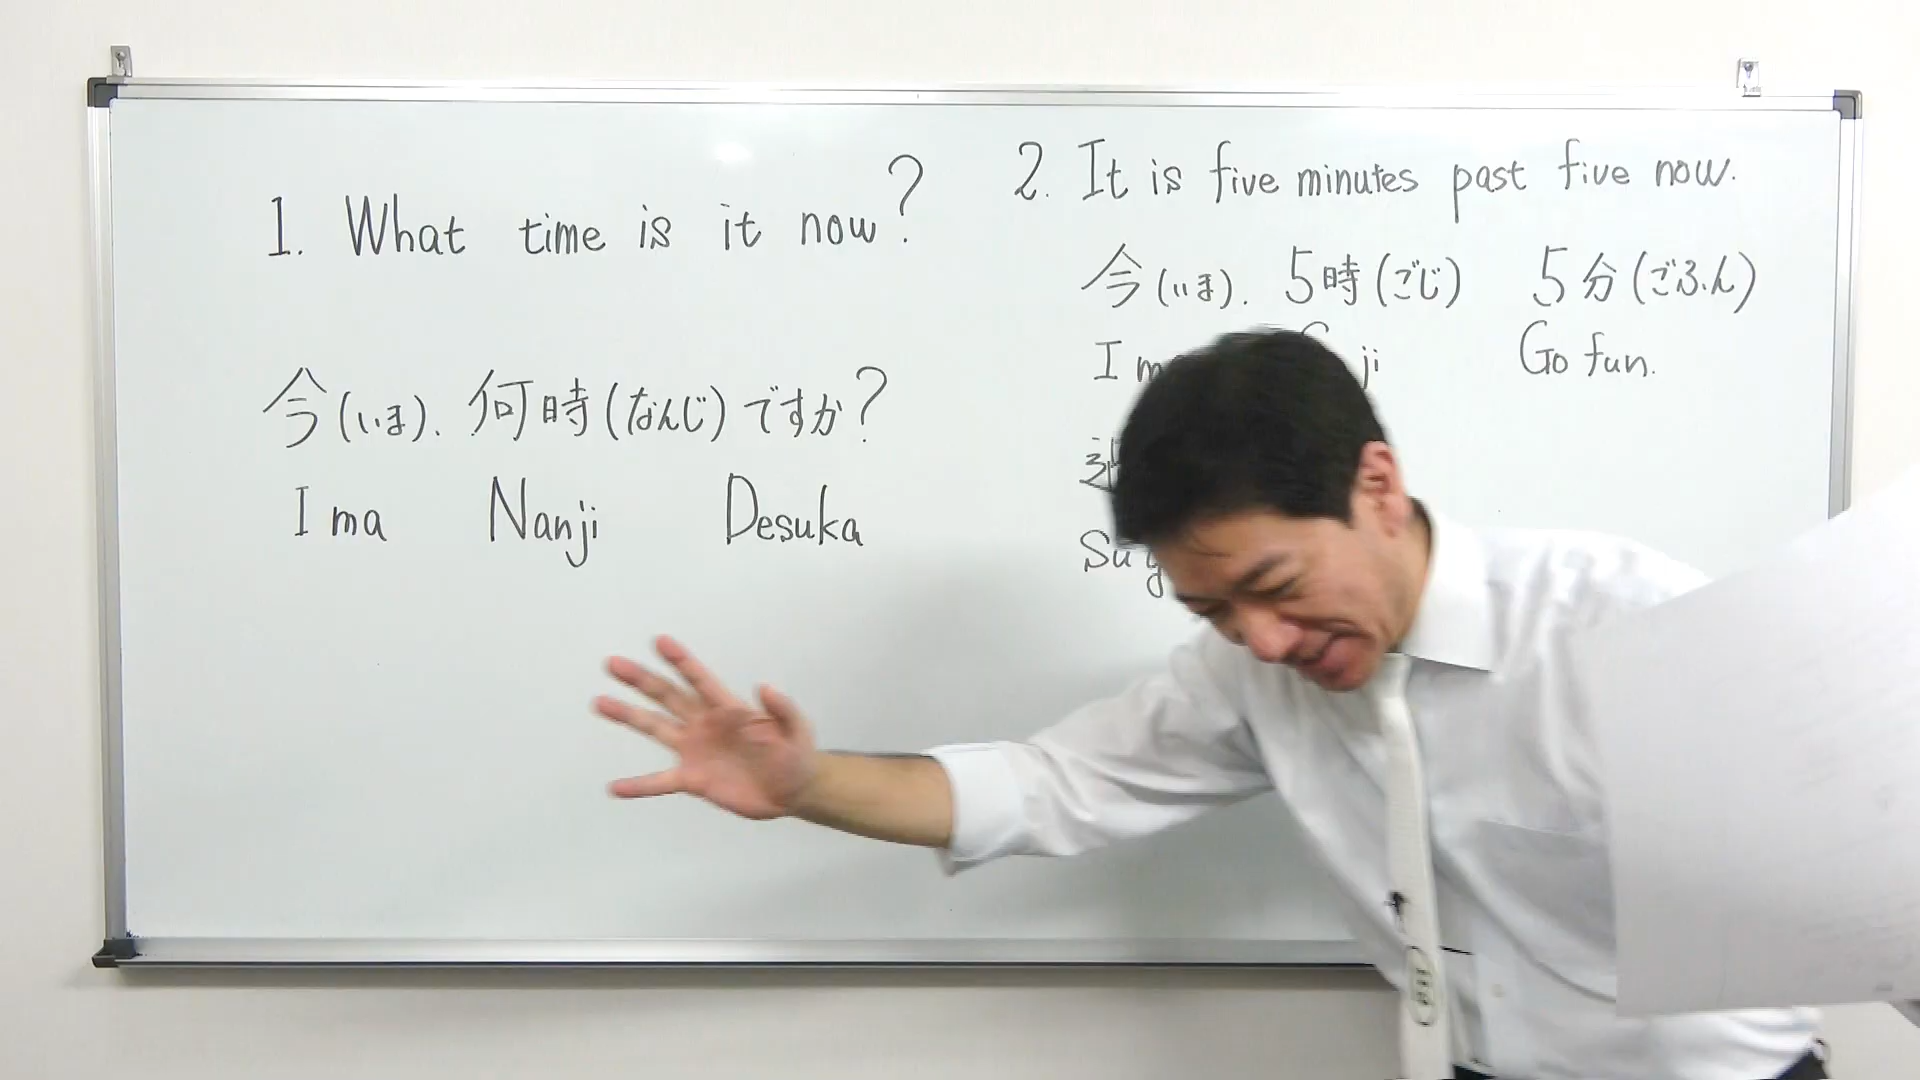 1. What time is it now?
今(いま). 何時(なんじ)ですか?
Ima Nanji Desuka
2. It is five minutes past five now.
今(いま). 5時(ごじ) 5分(ごふん)
ji Go fun.